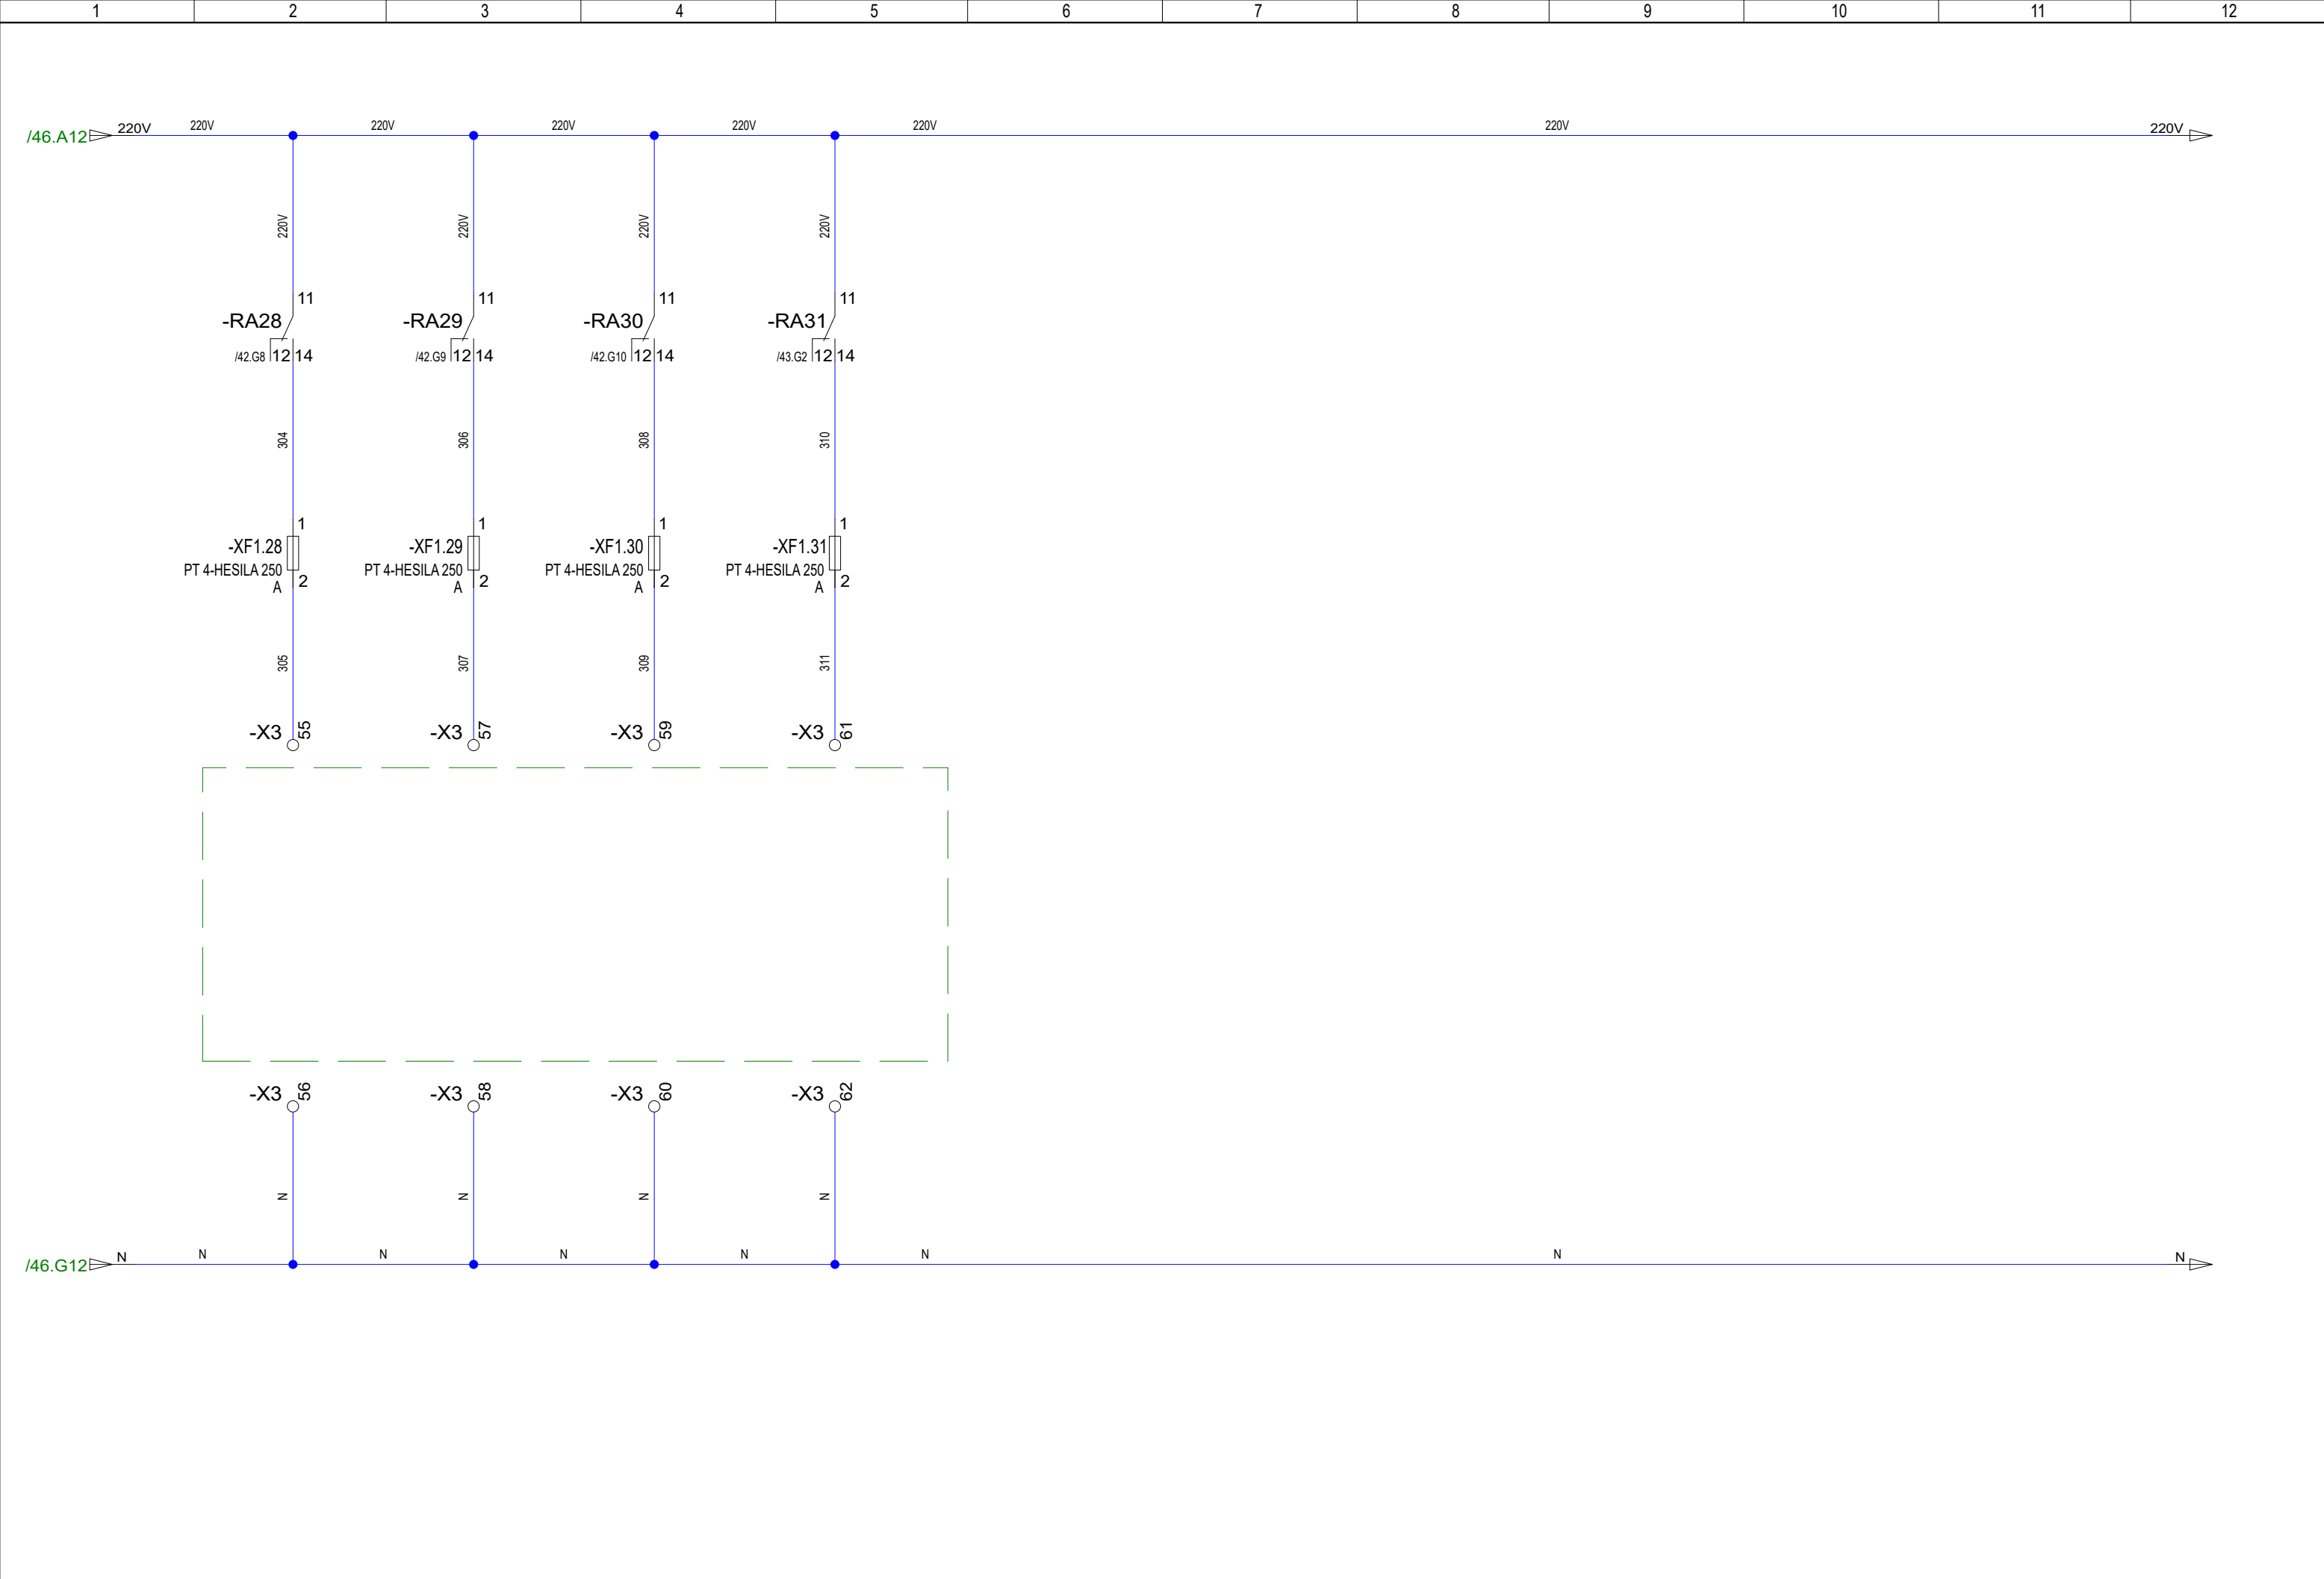 1 2 3 4 5 6 7 8 9 10 11 12
/46.A12 220V 220V 220V 220V 220V 220V 220V 220V
220V 220V 220V 220V
11 11 11 11
-RA28 -RA29 -RA30 -RA31
/42.G8 12 14 /42.G9 12 14 /42.G10 12 14 /43.G2 12 14
304 306 308 310
1 1 1 1
-XF1.28 -XF1.29 -XF1.30 -XF1.31
PT 4-HESILA 250 PT 4-HESILA 250 PT 4-HESILA 250 PT 4-HESILA 250
A 2 A 2 A 2 A 2
305 307 309 311
-X3 55 -X3 57 -X3 59 -X3 61
-X3 56 -X3 58 -X3 60 -X3 62
N N N N
/46.G12 N N N N N N N N